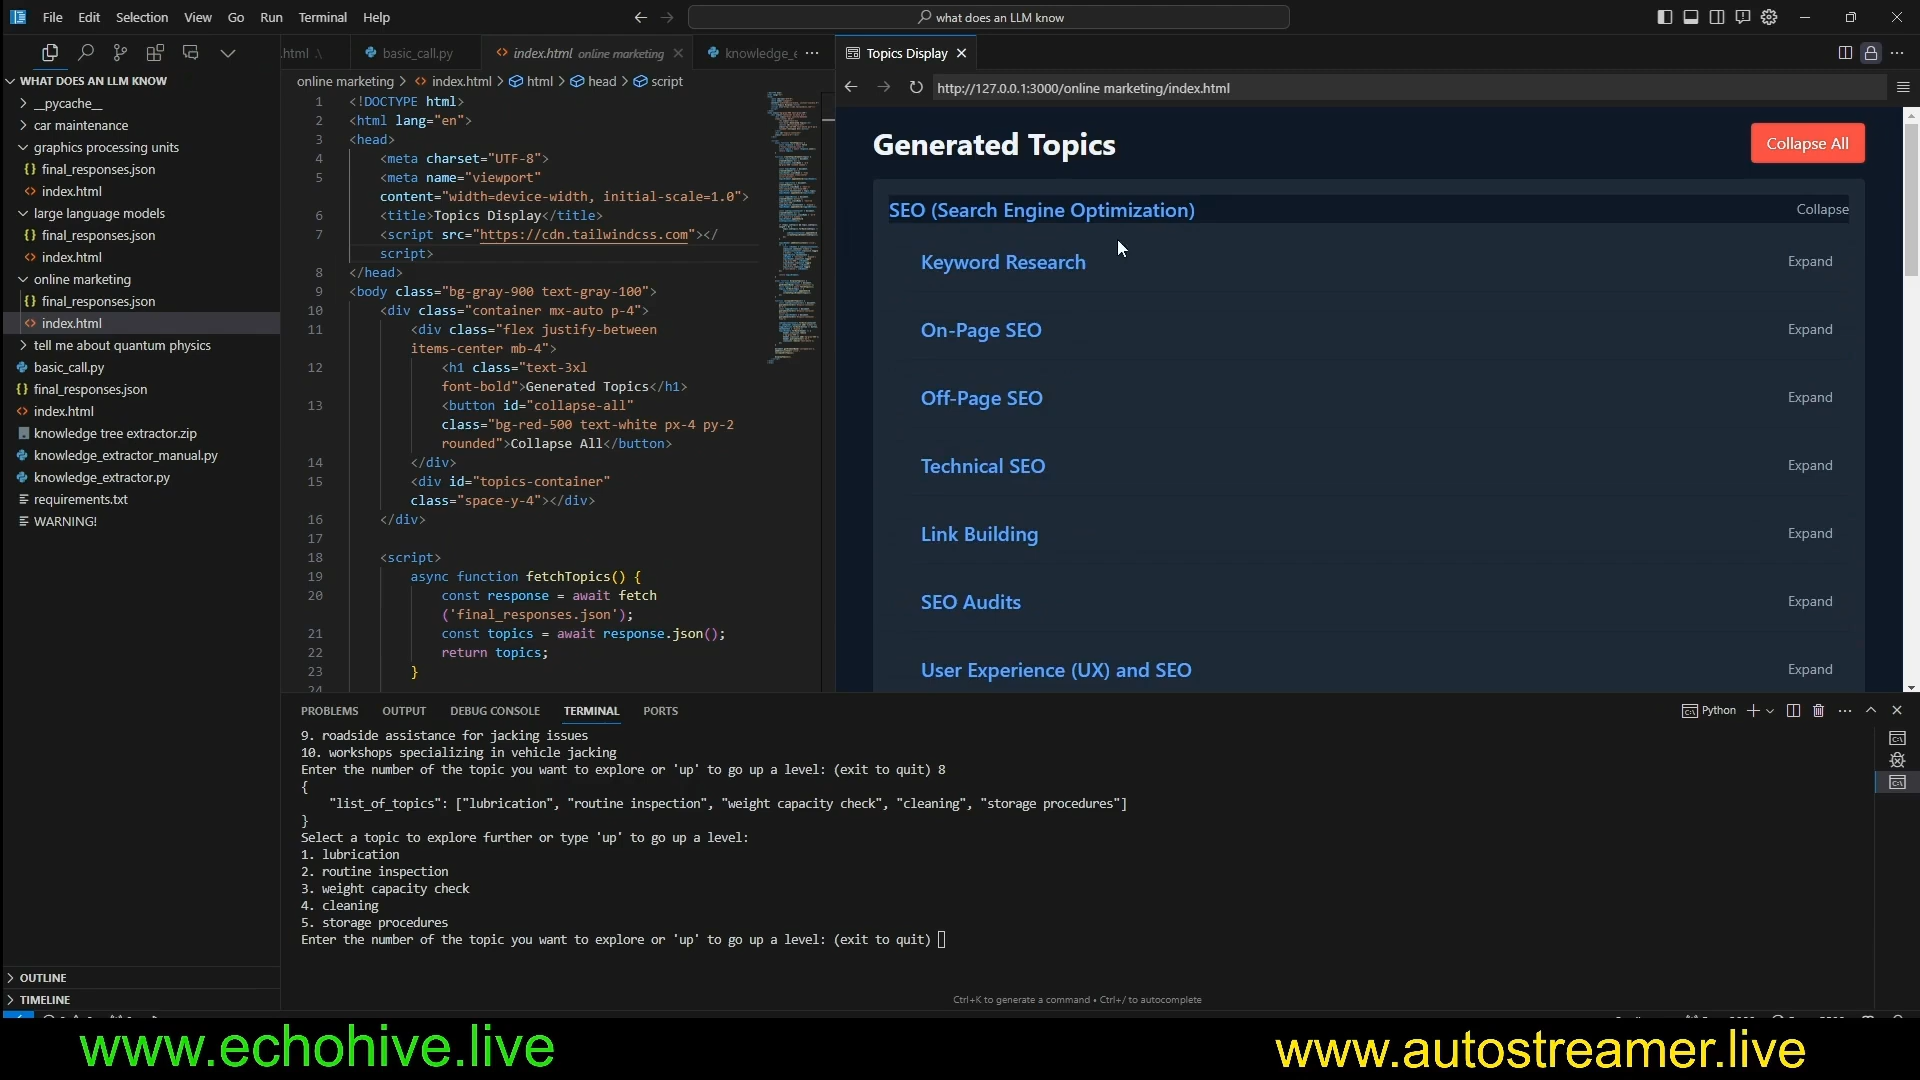 File Edit Selection View Go Run Terminal Help
what does an LLM know
.html
basic_call.py
index.html online marketing
knowledge_e
Topics Display
WHAT DOES AN LLM KNOW
__pycache__
car maintenance
graphics processing units
final_responses.json
index.html
large language models
final_responses.json
index.html
online marketing
final_responses.json
index.html
tell me about quantum physics
basic_call.py
final_responses.json
index.html
knowledge tree extractor.zip
knowledge_extractor_manual.py
knowledge_extractor.py
requirements.txt
WARNING!
OUTLINE
TIMELINE
online marketing > index.html > html > head > script
1 <!DOCTYPE html>
2 <html lang="en">
3 <head>
4 <meta charset="UTF-8">
5 <meta name="viewport"
content="width=device-width, initial-scale=1.0">
6 <title>Topics Display</title>
7 <script src="https://cdn.tailwindcss.com"></
script>
8 </head>
9 <body class="bg-gray-900 text-gray-100">
10 <div class="container mx-auto p-4">
11 <div class="flex justify-between
items-center mb-4">
12 <h1 class="text-3xl
font-bold">Generated Topics</h1>
13 <button id="collapse-all"
class="bg-red-500 text-white px-4 py-2
rounded">Collapse All</button>
14 </div>
15 <div id="topics-container"
class="space-y-4"></div>
16 </div>
17
18 <script>
19 async function fetchTopics() {
20 const response = await fetch
('final_responses.json');
21 const topics = await response.json();
22 return topics;
23 }
24
http://127.0.0.1:3000/online marketing/index.html
Generated Topics
Collapse All
SEO (Search Engine Optimization) Collapse
Keyword Research Expand
On-Page SEO Expand
Off-Page SEO Expand
Technical SEO Expand
Link Building Expand
SEO Audits Expand
User Experience (UX) and SEO Expand
PROBLEMS OUTPUT DEBUG CONSOLE TERMINAL PORTS
Python
9. roadside assistance for jacking issues
10. workshops specializing in vehicle jacking
Enter the number of the topic you want to explore or 'up' to go up a level: (exit to quit) 8
{
"list_of_topics": ["lubrication", "routine inspection", "weight capacity check", "cleaning", "storage procedures"]
}
Select a topic to explore further or type 'up' to go up a level:
1. lubrication
2. routine inspection
3. weight capacity check
4. cleaning
5. storage procedures
Enter the number of the topic you want to explore or 'up' to go up a level: (exit to quit)
Ctrl+K to generate a command • Ctrl+/ to autocomplete
www.echohive.live
www.autostreamer.live